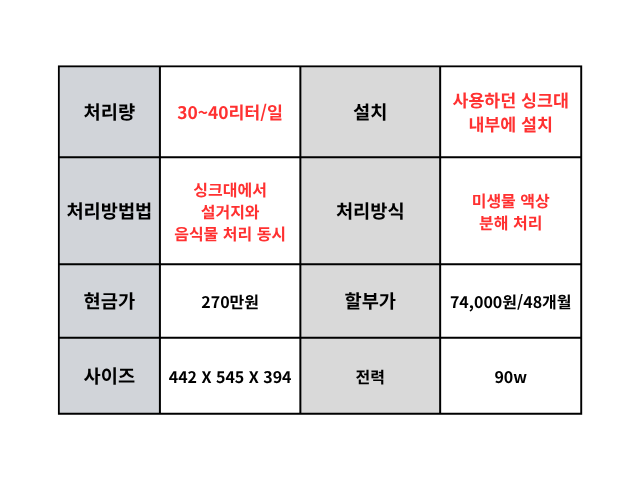 처리량
30~40리터/일
설치
사용하던 싱크대
내부에 설치
처리방법법
싱크대에서
설거지와
음식물 처리 동시
처리방식
미생물 액상
분해 처리
현금가
270만원
할부가
74,000원/48개월
사이즈
442 X 545 X 394
전력
90w